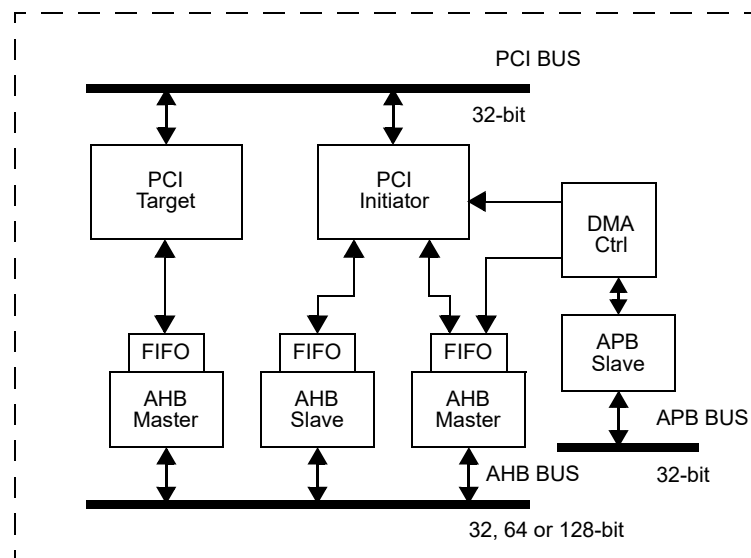 PCI BUS
32-bit
PCI
Target
PCI
Initiator
DMA
Ctrl
FIFO
FIFO
FIFO
APB
Slave
AHB
Master
AHB
Slave
AHB
Master
APB BUS
AHB BUS
32-bit
32, 64 or 128-bit